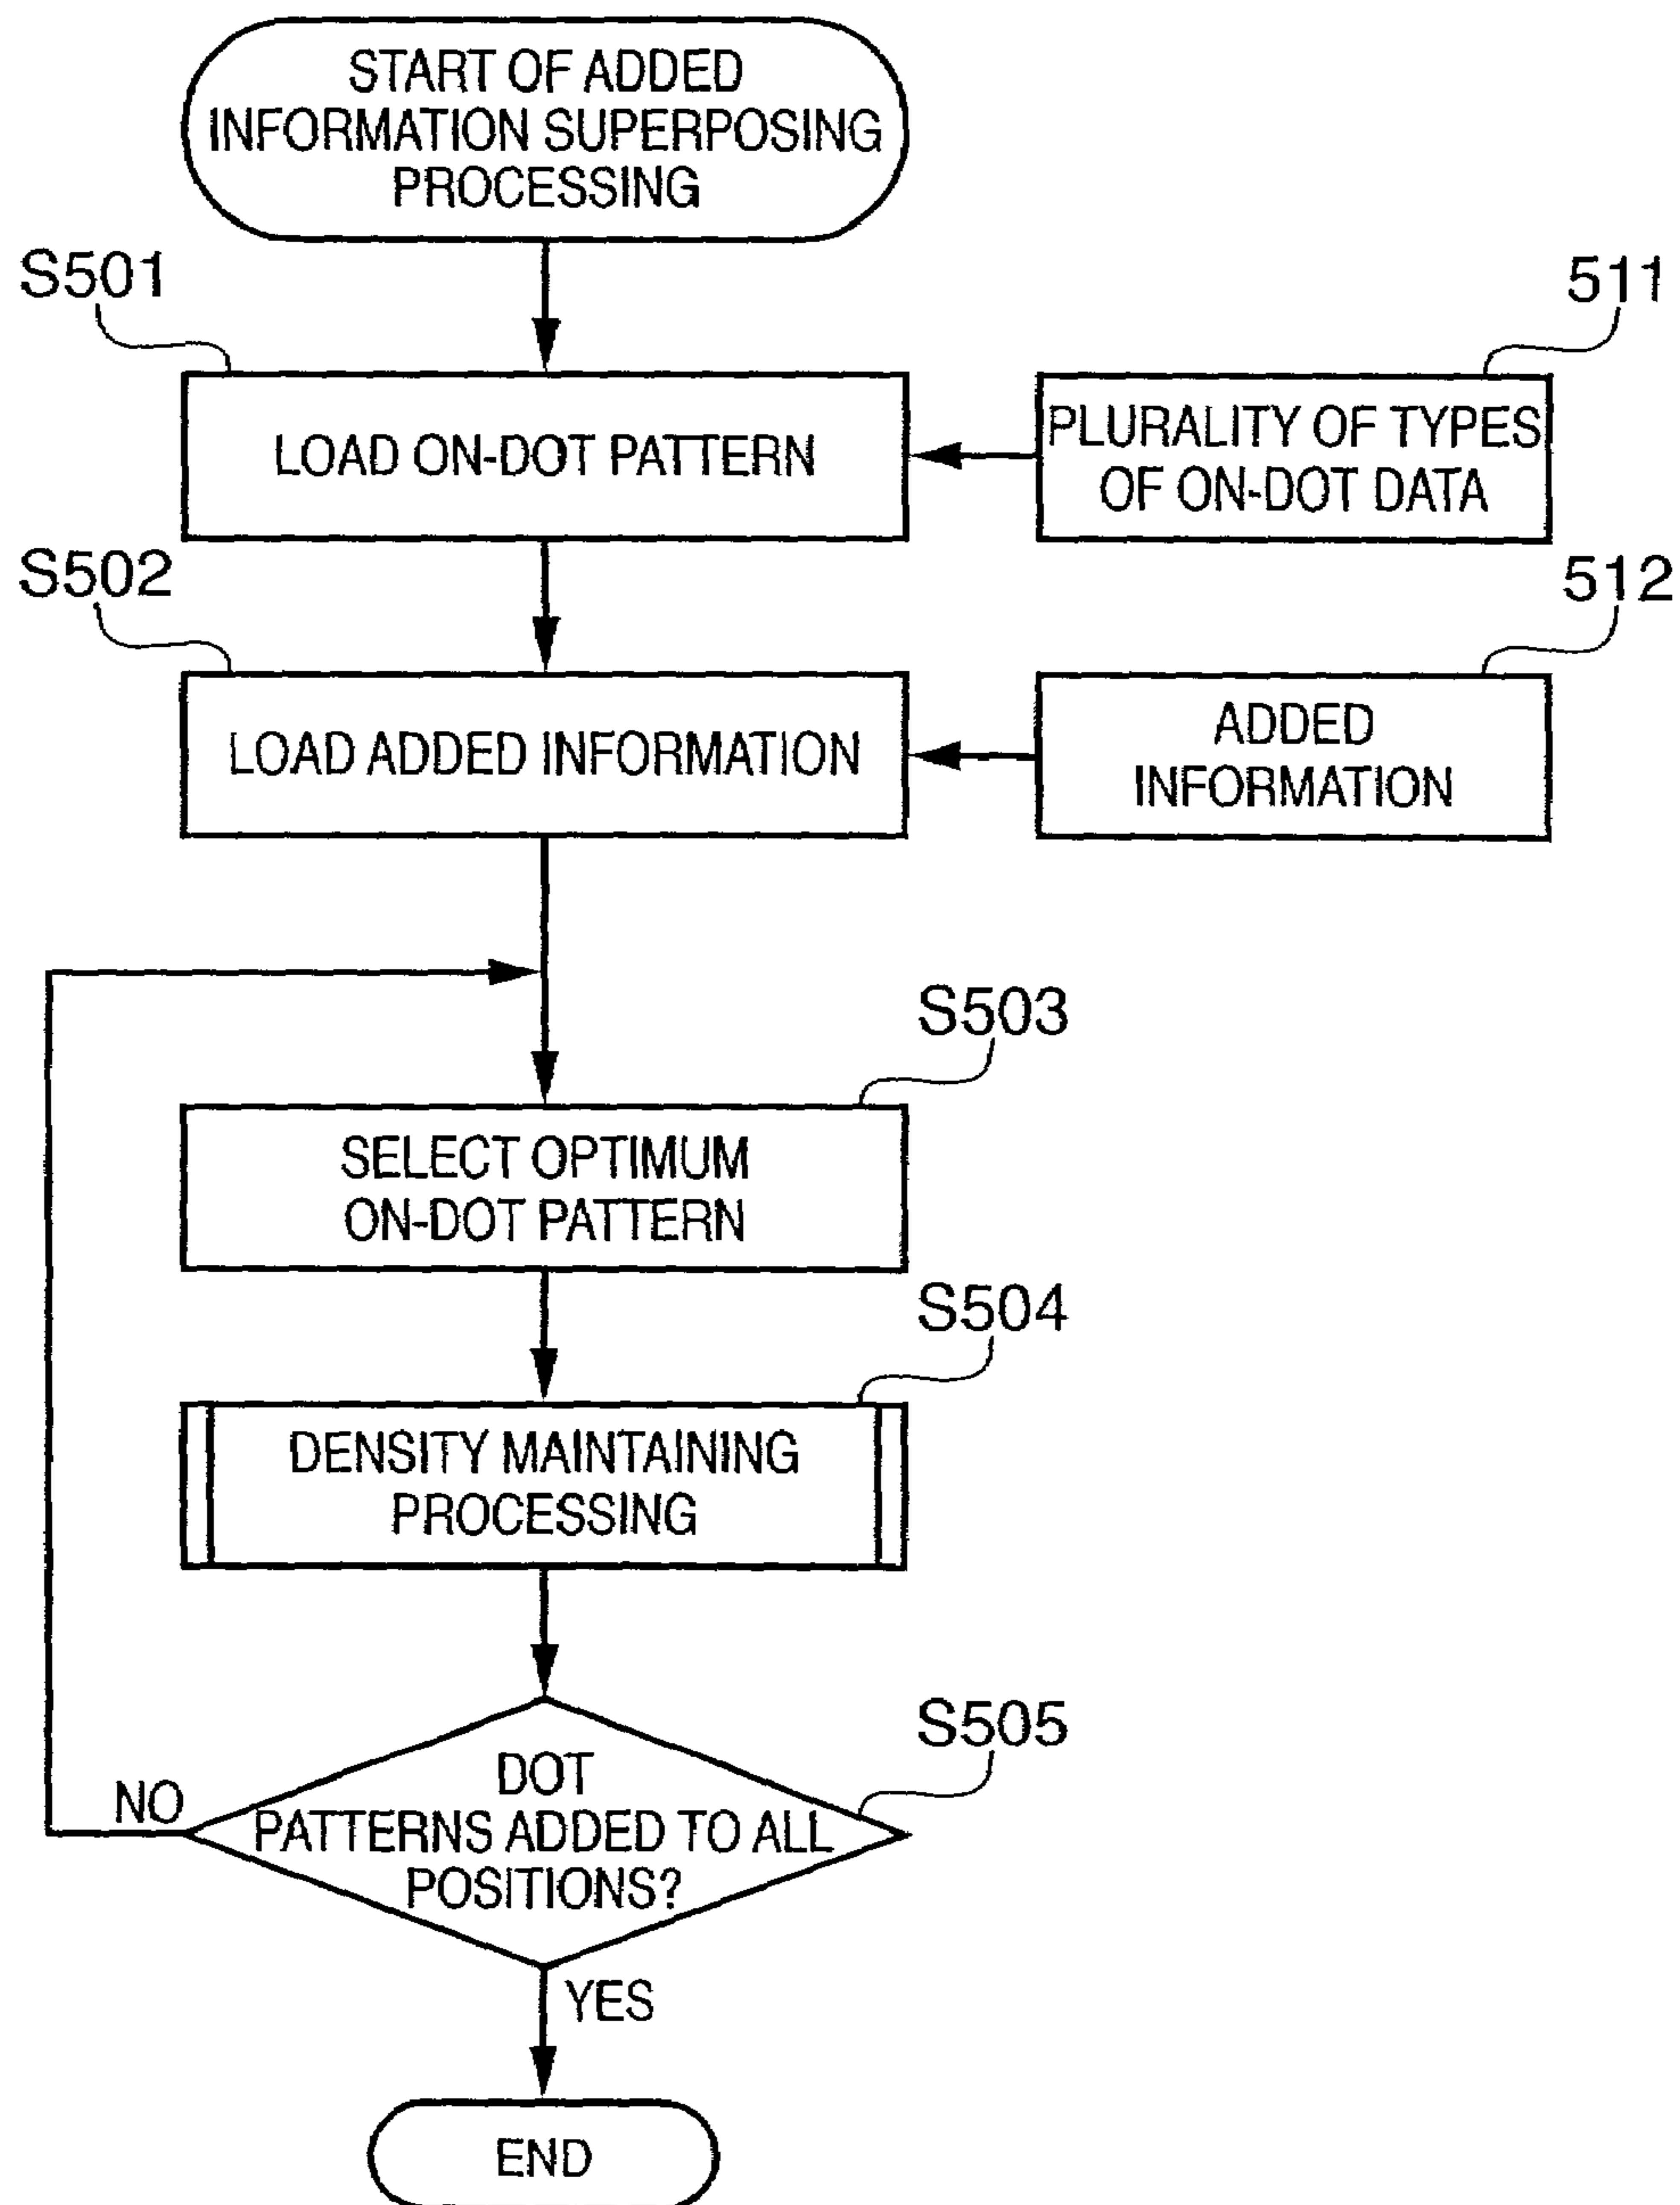 START OF ADDED
INFORMATION SUPERPOSING
PROCESSING
S501
511
LOAD ON-DOT PATTERN
PLURALITY OF TYPES
OF ON-DOT DATA
S502
512
LOAD ADDED INFORMATION
ADDED
INFORMATION
S503
SELECT OPTIMUM
ON-DOT PATTERN
S504
DENSITY MAINTAINING
PROCESSING
S505
DOT
PATTERNS ADDED TO ALL
POSITIONS?
NO
YES
END